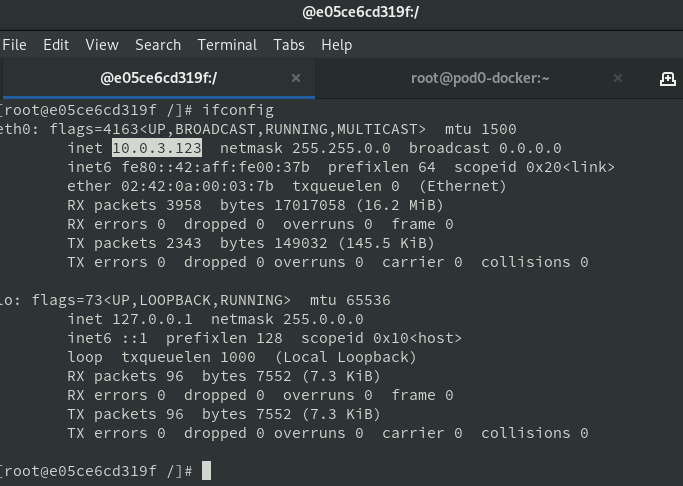 @e05ce6cd319f:/
File Edit View Search Terminal Tabs Help
@e05ce6cd319f:/ × root@pod0-docker:~ ×
[root@e05ce6cd319f /]# ifconfig
eth0: flags=4163<UP,BROADCAST,RUNNING,MULTICAST>  mtu 1500
        inet 10.0.3.123  netmask 255.255.0.0  broadcast 0.0.0.0
        inet6 fe80::42:aff:fe00:37b  prefixlen 64  scopeid 0x20<link>
        ether 02:42:0a:00:03:7b  txqueuelen 0  (Ethernet)
        RX packets 3958  bytes 17017058 (16.2 MiB)
        RX errors 0  dropped 0  overruns 0  frame 0
        TX packets 2343  bytes 149032 (145.5 KiB)
        TX errors 0  dropped 0 overruns 0  carrier 0  collisions 0
lo: flags=73<UP,LOOPBACK,RUNNING>  mtu 65536
        inet 127.0.0.1  netmask 255.0.0.0
        inet6 ::1  prefixlen 128  scopeid 0x10<host>
        loop  txqueuelen 1000  (Local Loopback)
        RX packets 96  bytes 7552 (7.3 KiB)
        RX errors 0  dropped 0  overruns 0  frame 0
        TX packets 96  bytes 7552 (7.3 KiB)
        TX errors 0  dropped 0 overruns 0  carrier 0  collisions 0
[root@e05ce6cd319f /]#